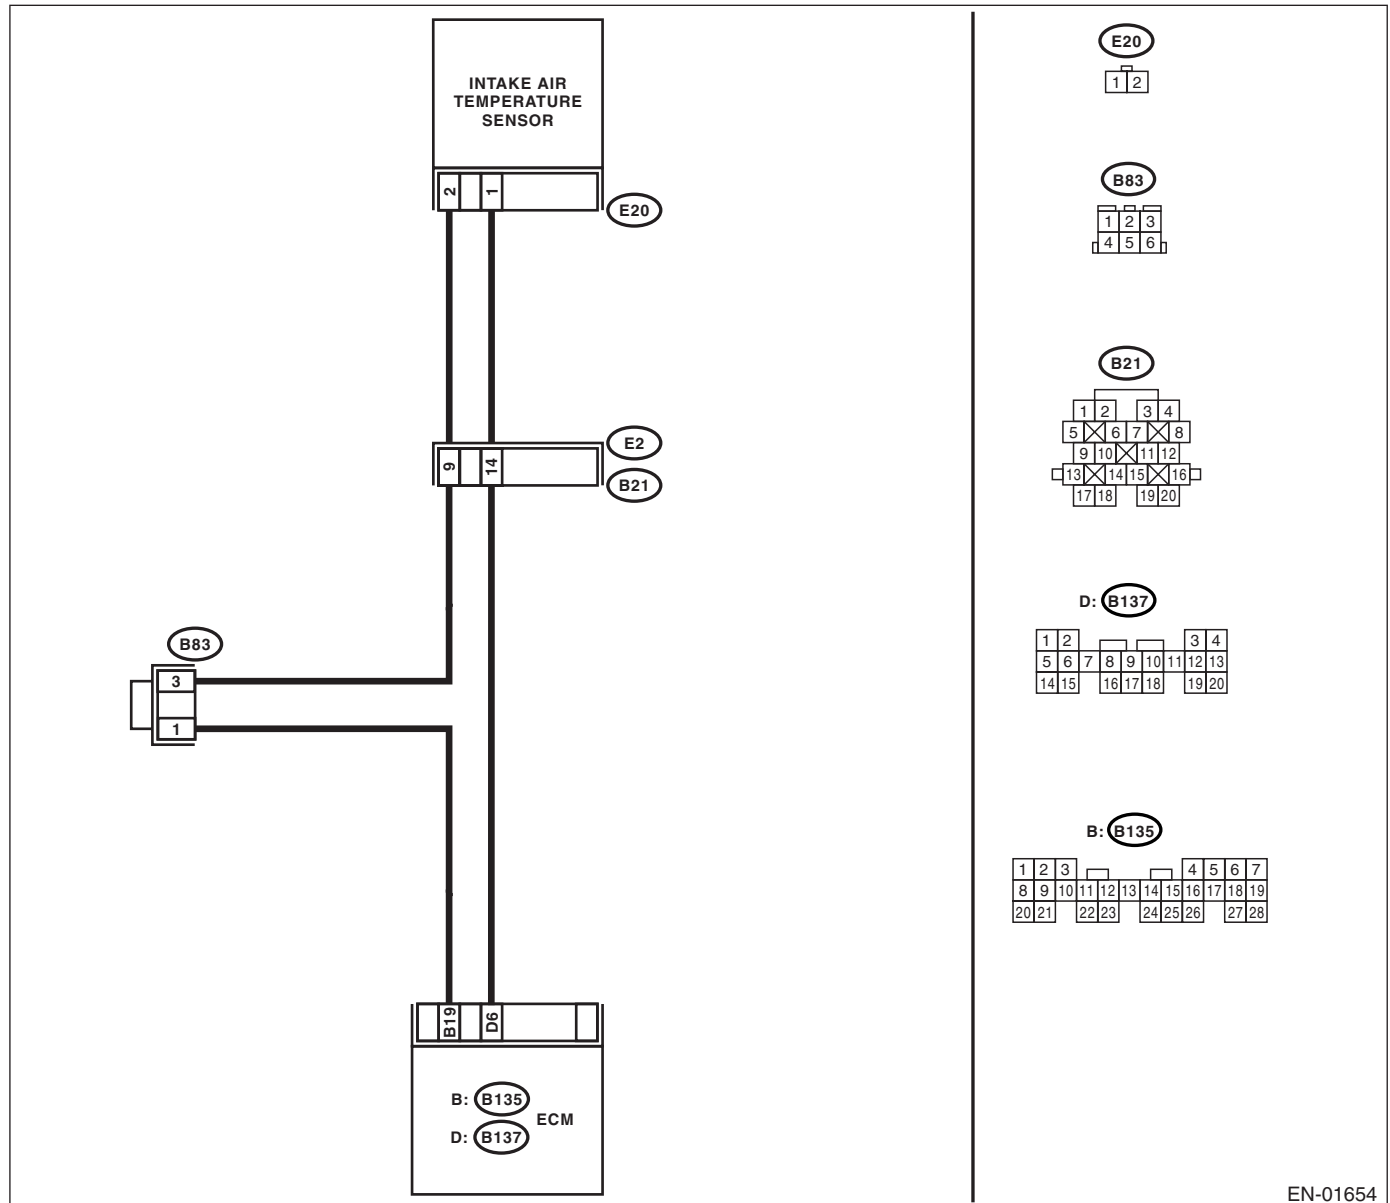 INTAKE AIR
TEMPERATURE
SENSOR
2 1
E20
9 14
E2
B21
B83
3
1
B19 D6
B: B135
ECM
D: B137
E20
1 2
B83
1 2 3
4 5 6
B21
1 2 3 4
5 6 7 8
9 10 11 12
13 14 15 16
17 18 19 20
D: B137
1 2 3 4
5 6 7 8 9 10 11 12 13
14 15 16 17 18 19 20
B: B135
1 2 3 4 5 6 7
8 9 10 11 12 13 14 15 16 17 18 19
20 21 22 23 24 25 26 27 28
EN-01654